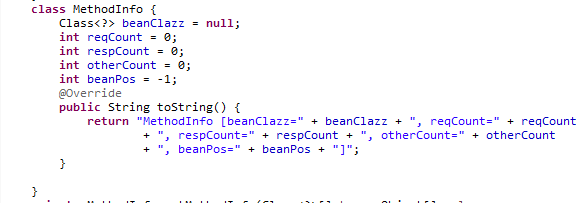 class MethodInfo {
Class<?> beanClazz = null;
int reqCount = 0;
int respCount = 0;
int otherCount = 0;
int beanPos = -1;
@Override
public String toString() {
return "MethodInfo [beanClazz=" + beanClazz + ", reqCount=" + reqCount
+ ", respCount=" + respCount + ", otherCount=" + otherCount
+ ", beanPos=" + beanPos + "]";
}
}